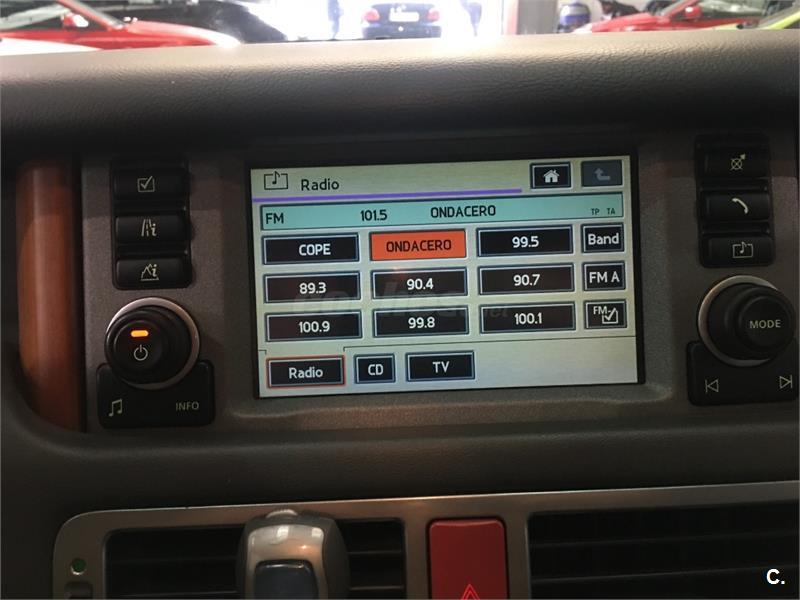 Radio
FM 101.5 ONDACERO TP TA
COPE ONDACERO 99.5 Band
89.3 90.4 90.7 FM A
100.9 99.8 100.1 FM
Radio CD TV
INFO
MODE
C.